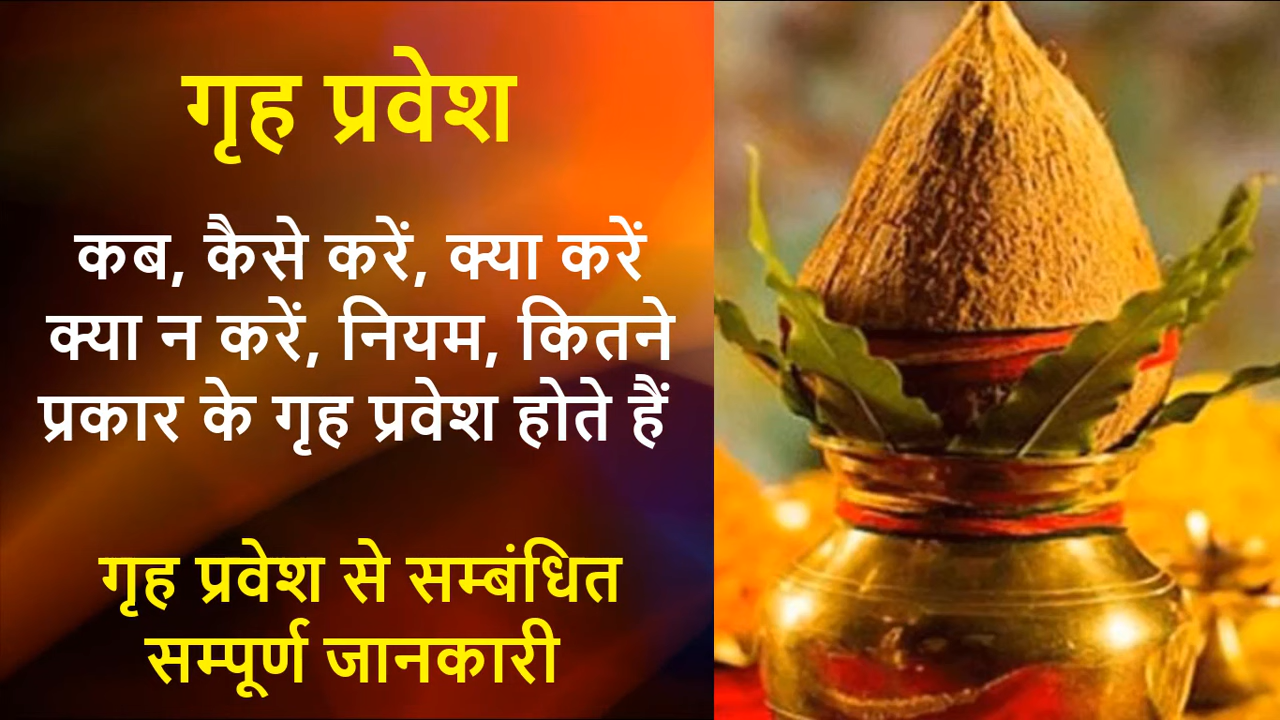 गृह प्रवेश
कब, कैसे करें, क्या करें
क्या न करें, नियम, कितने
प्रकार के गृह प्रवेश होते हैं
गृह प्रवेश से सम्बंधित
सम्पूर्ण जानकारी